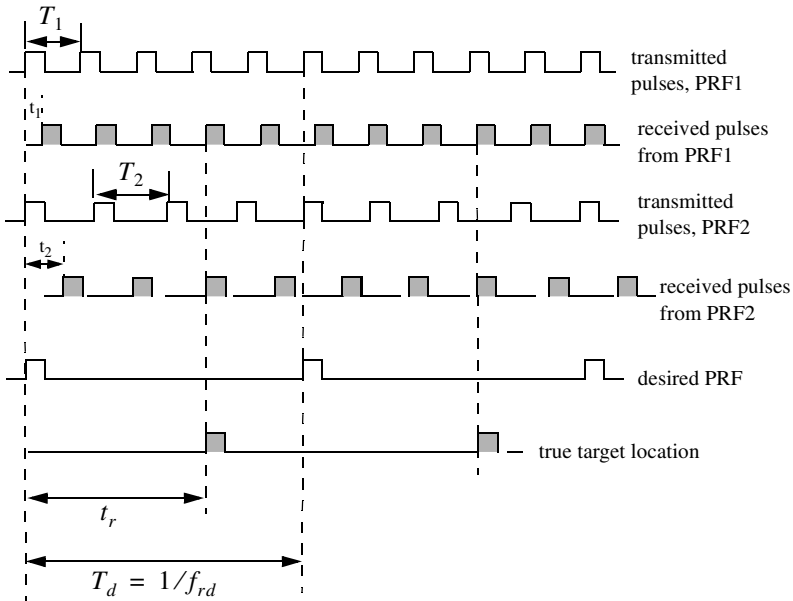 T1
transmitted
pulses, PRF1
t1
received pulses
from PRF1
T2
transmitted
pulses, PRF2
t2
received pulses
from PRF2
desired PRF
true target location
tr
Td = 1/frd